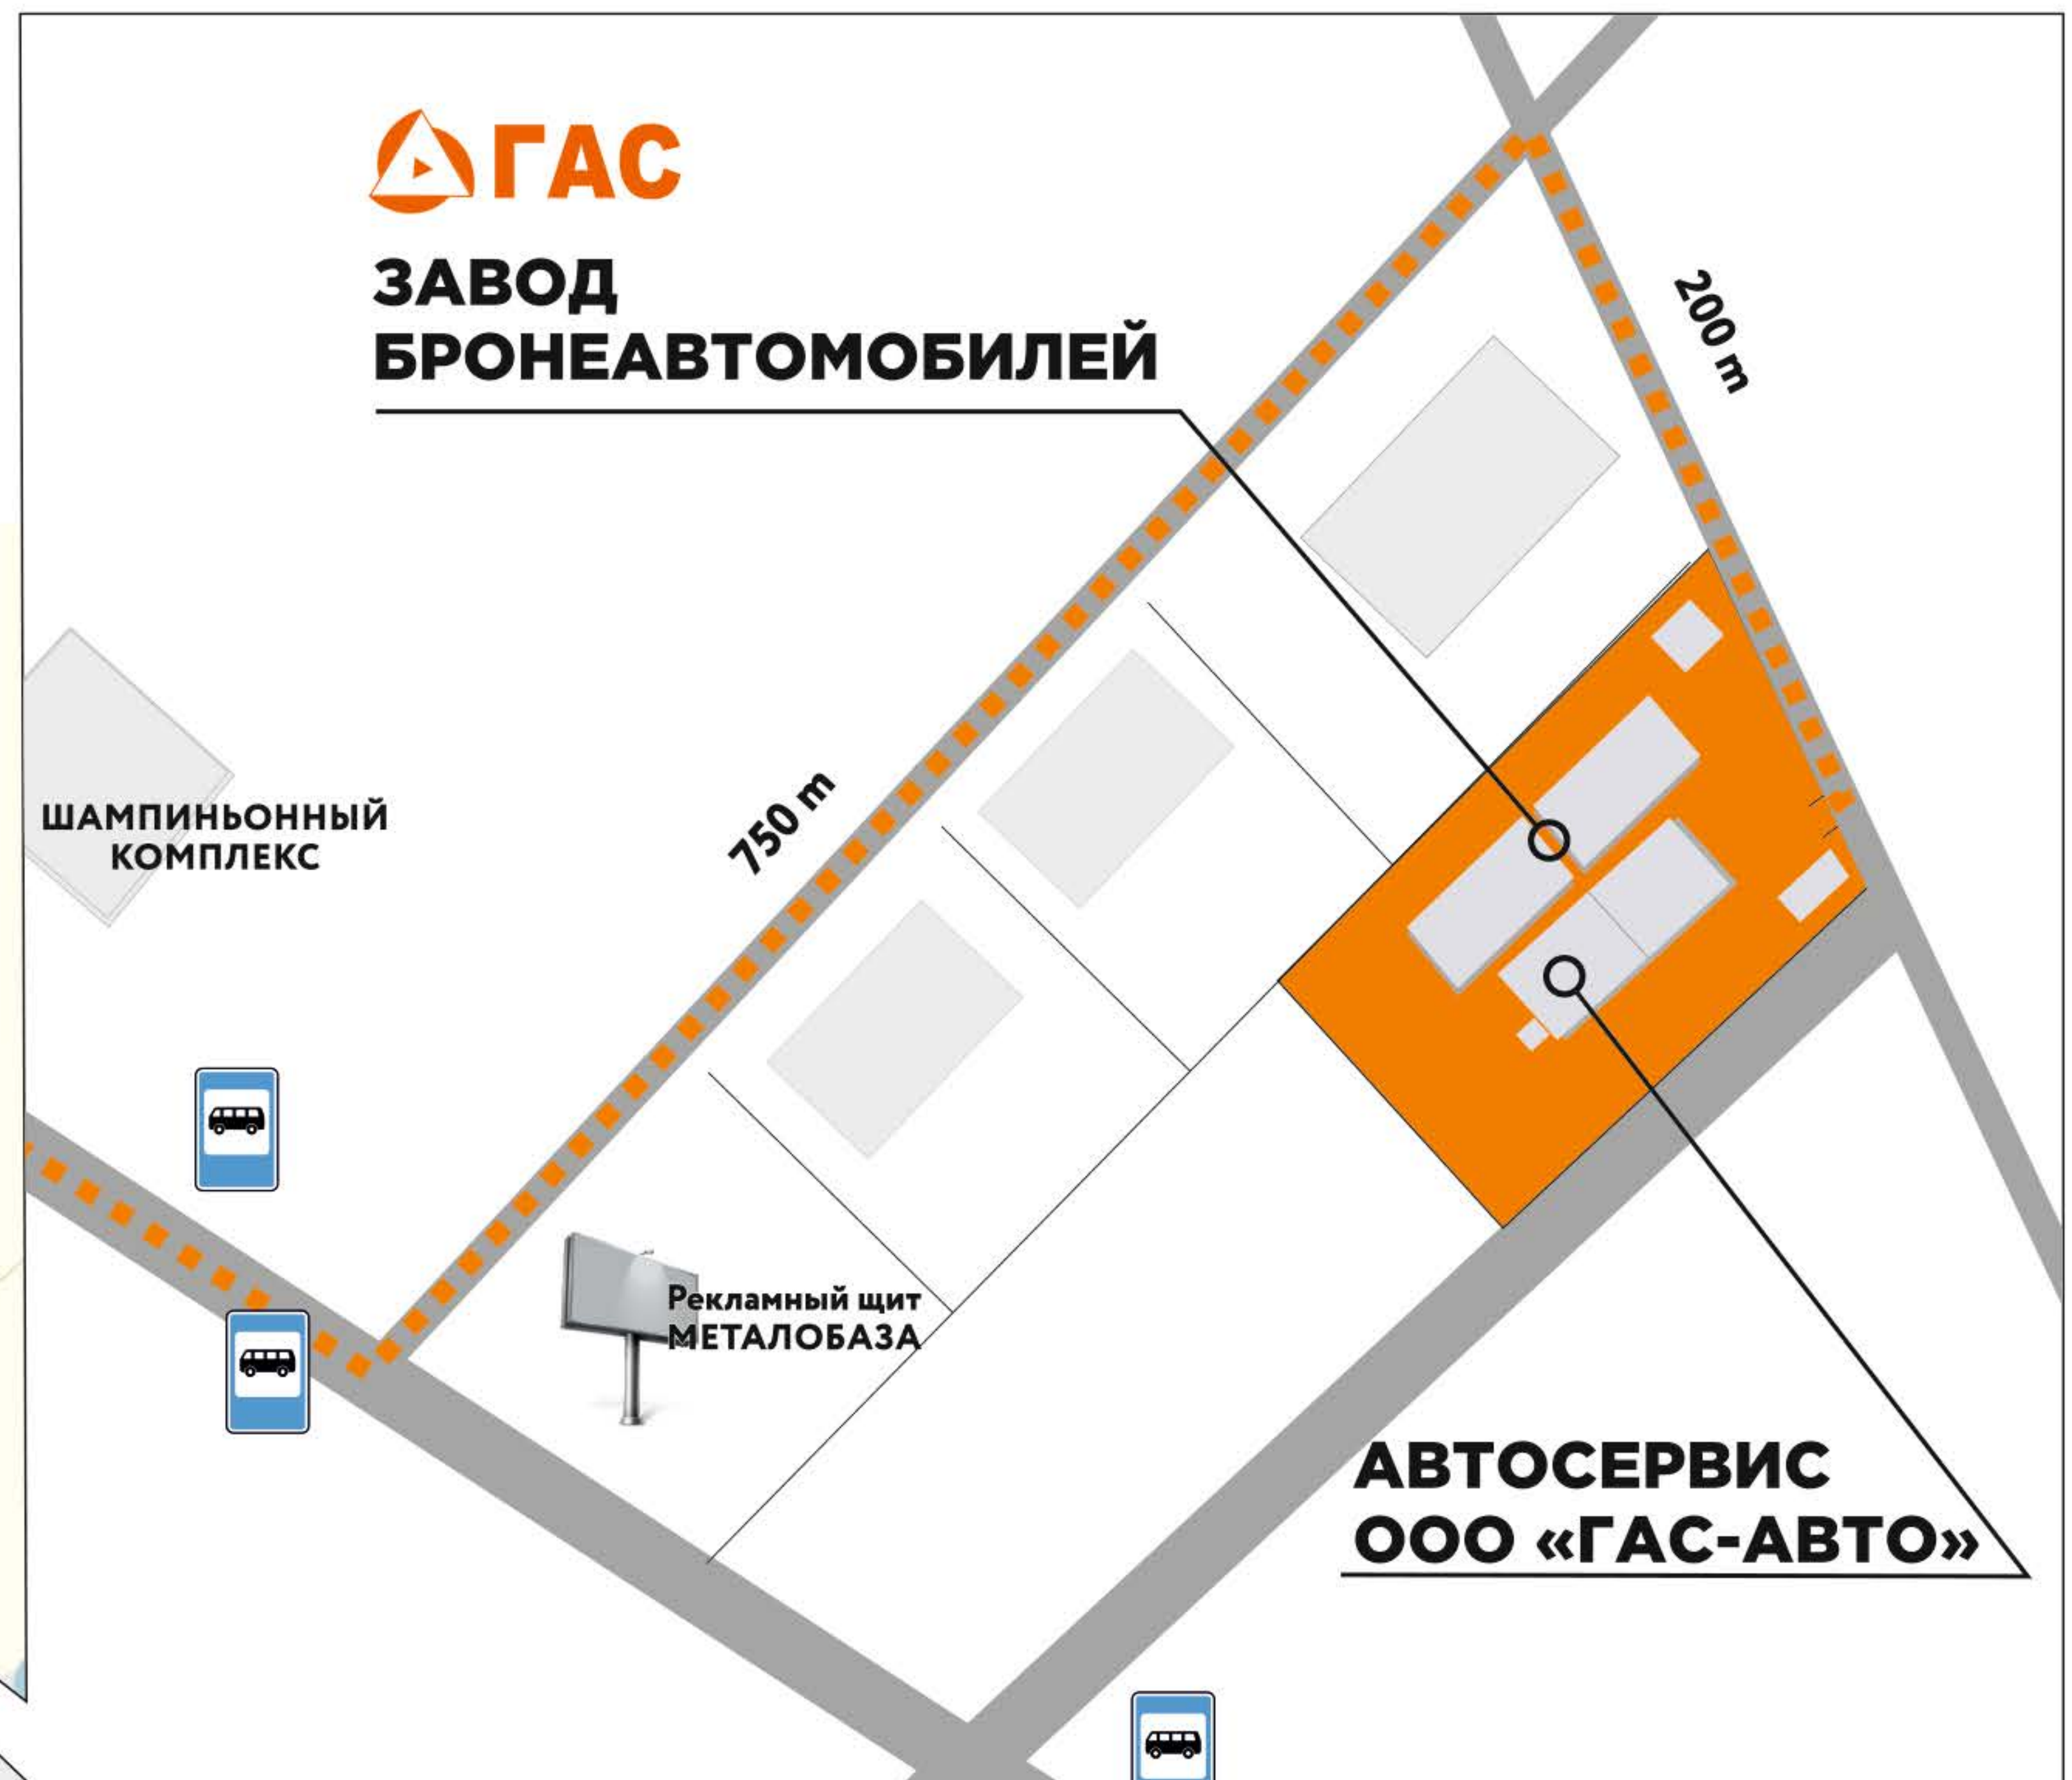 ГАС
ЗАВОД
БРОНЕАВТОМОБИЛЕЙ
200 m
750 m
ШАМПИНЬОННЫЙ
КОМПЛЕКС
Рекламный щит
МЕТАЛОБАЗА
АВТОСЕРВИС
ООО «ГАС-АВТО»